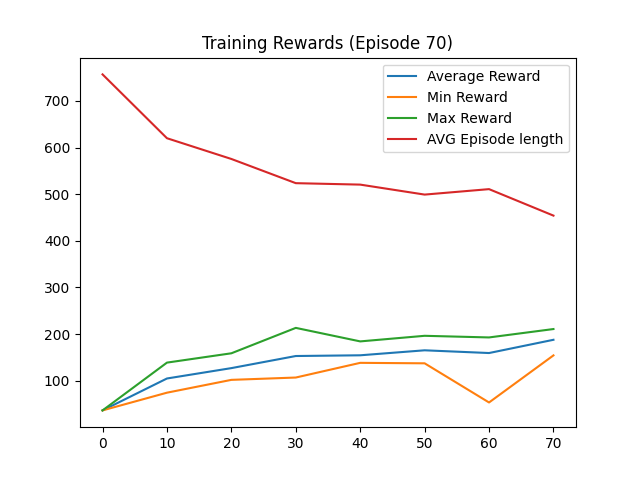 Training Rewards (Episode 70)
Average Reward
Min Reward
Max Reward
AVG Episode length
700
600
500
400
300
200
100
0 10 20 30 40 50 60 70